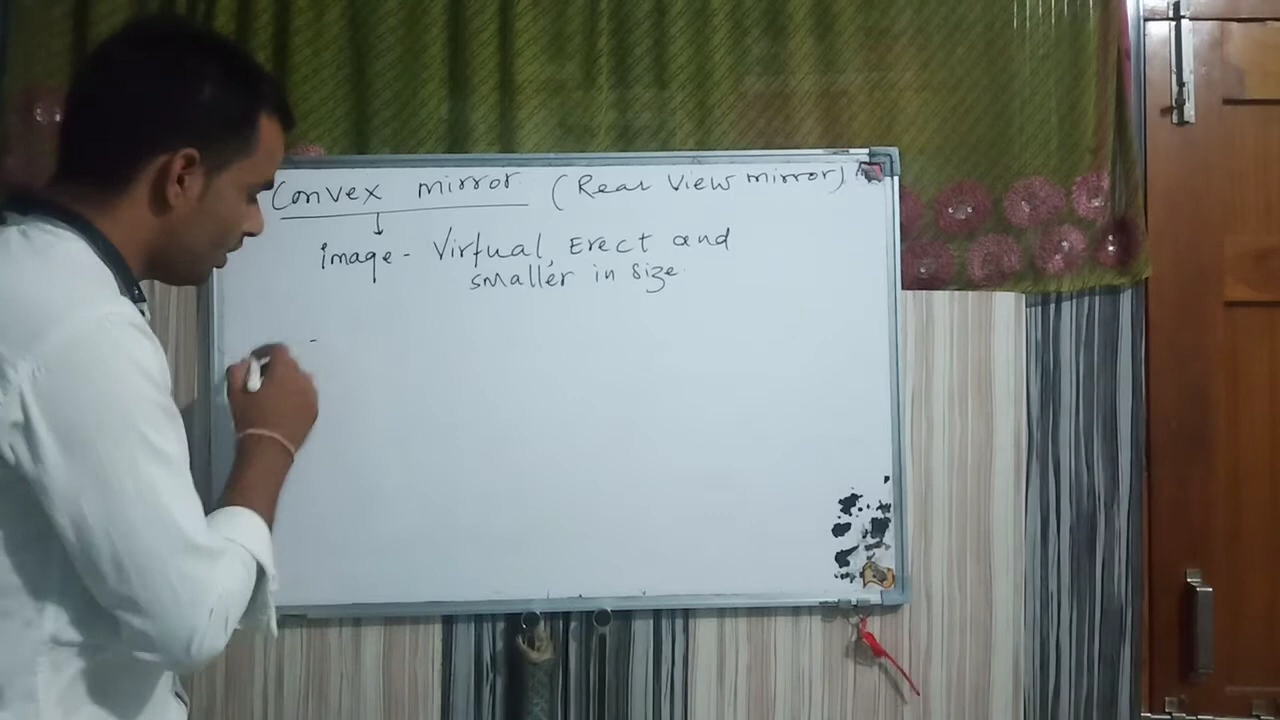 Convex mirror (Rear View mirror)
image - Virtual, Erect and
smaller in size.